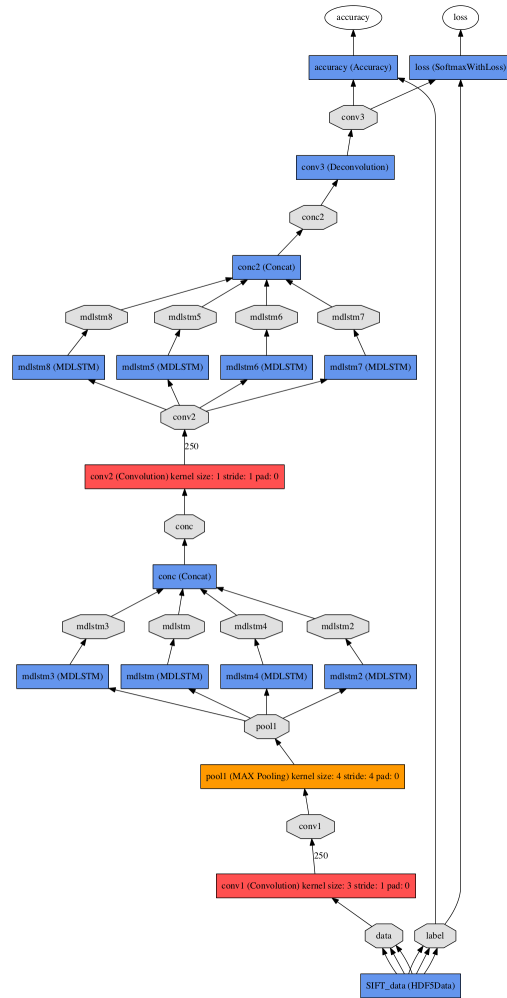 accuracy
loss
accuracy (Accuracy)
loss (SoftmaxWithLoss)
conv3
conv3 (Deconvolution)
conc2
conc2 (Concat)
mdlstm8
mdlstm5
mdlstm6
mdlstm7
mdlstm8 (MDLSTM)
mdlstm5 (MDLSTM)
mdlstm6 (MDLSTM)
mdlstm7 (MDLSTM)
conv2
250
conv2 (Convolution) kernel size: 1 stride: 1 pad: 0
conc
conc (Concat)
mdlstm3
mdlstm
mdlstm4
mdlstm2
mdlstm3 (MDLSTM)
mdlstm (MDLSTM)
mdlstm4 (MDLSTM)
mdlstm2 (MDLSTM)
pool1
pool1 (MAX Pooling) kernel size: 4 stride: 4 pad: 0
conv1
250
conv1 (Convolution) kernel size: 3 stride: 1 pad: 0
data
label
SIFT_data (HDF5Data)